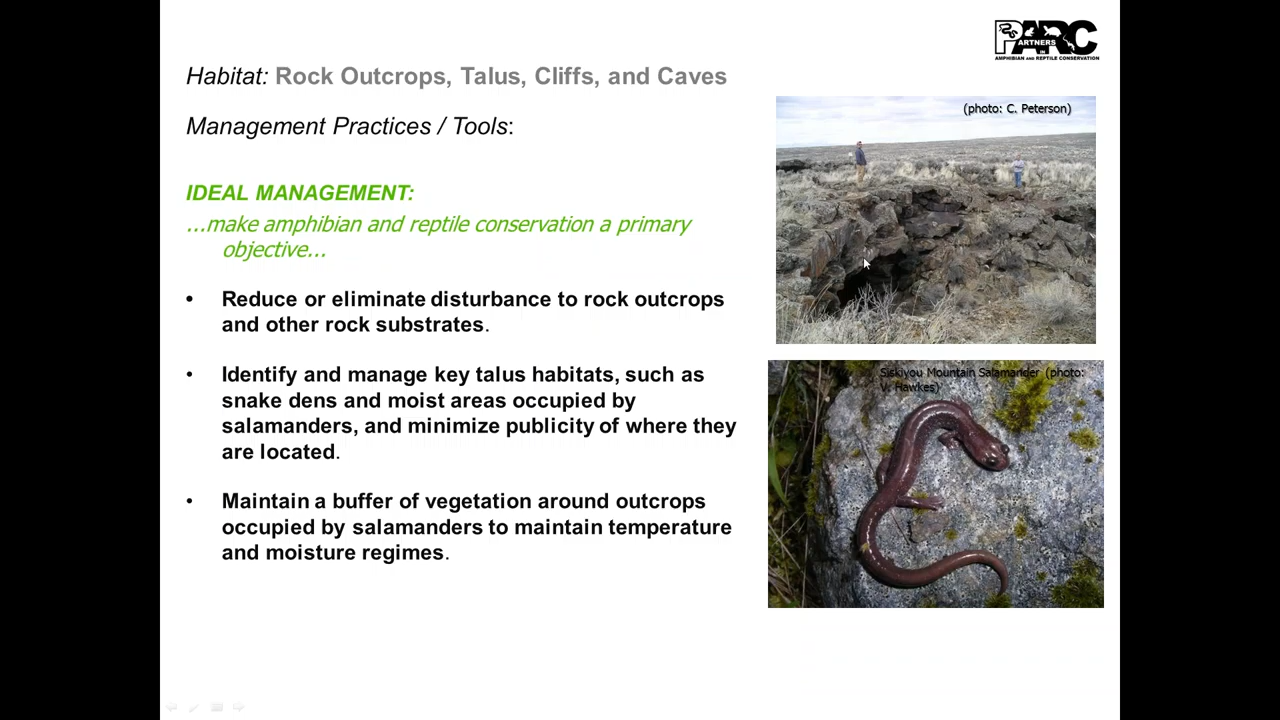 PARC
PARTNERS
IN
AMPHIBIAN AND REPTILE CONSERVATION
Habitat: Rock Outcrops, Talus, Cliffs, and Caves
(photo: C. Peterson)
Management Practices / Tools:
IDEAL MANAGEMENT:
...make amphibian and reptile conservation a primary
objective...
• Reduce or eliminate disturbance to rock outcrops
and other rock substrates.
• Identify and manage key talus habitats, such as
snake dens and moist areas occupied by
salamanders, and minimize publicity of where they
are located.
Siskiyou Mountain Salamander (photo:
V. Hawkes)
• Maintain a buffer of vegetation around outcrops
occupied by salamanders to maintain temperature
and moisture regimes.